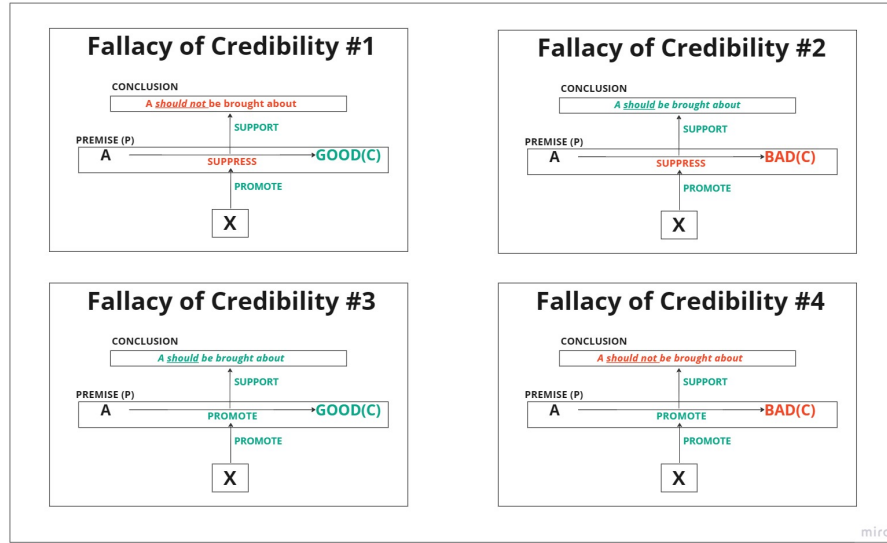 Fallacy of Credibility #1
CONCLUSION
A should not be brought about
SUPPORT
PREMISE (P)
A
GOOD(C)
SUPPRESS
PROMOTE
X
Fallacy of Credibility #2
CONCLUSION
A should be brought about
SUPPORT
PREMISE (P)
A
BAD(C)
SUPPRESS
PROMOTE
X
Fallacy of Credibility #3
CONCLUSION
A should be brought about
SUPPORT
PREMISE (P)
A
GOOD(C)
PROMOTE
PROMOTE
X
Fallacy of Credibility #4
CONCLUSION
A should not be brought about
SUPPORT
PREMISE (P)
A
BAD(C)
PROMOTE
PROMOTE
X